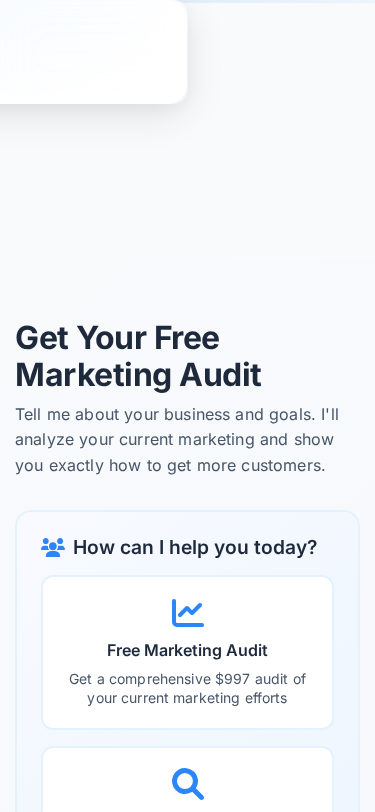 Get Your Free
Marketing Audit
Tell me about your business and goals. I'll
analyze your current marketing and show
you exactly how to get more customers.
How can I help you today?
Free Marketing Audit
Get a comprehensive $997 audit of
your current marketing efforts